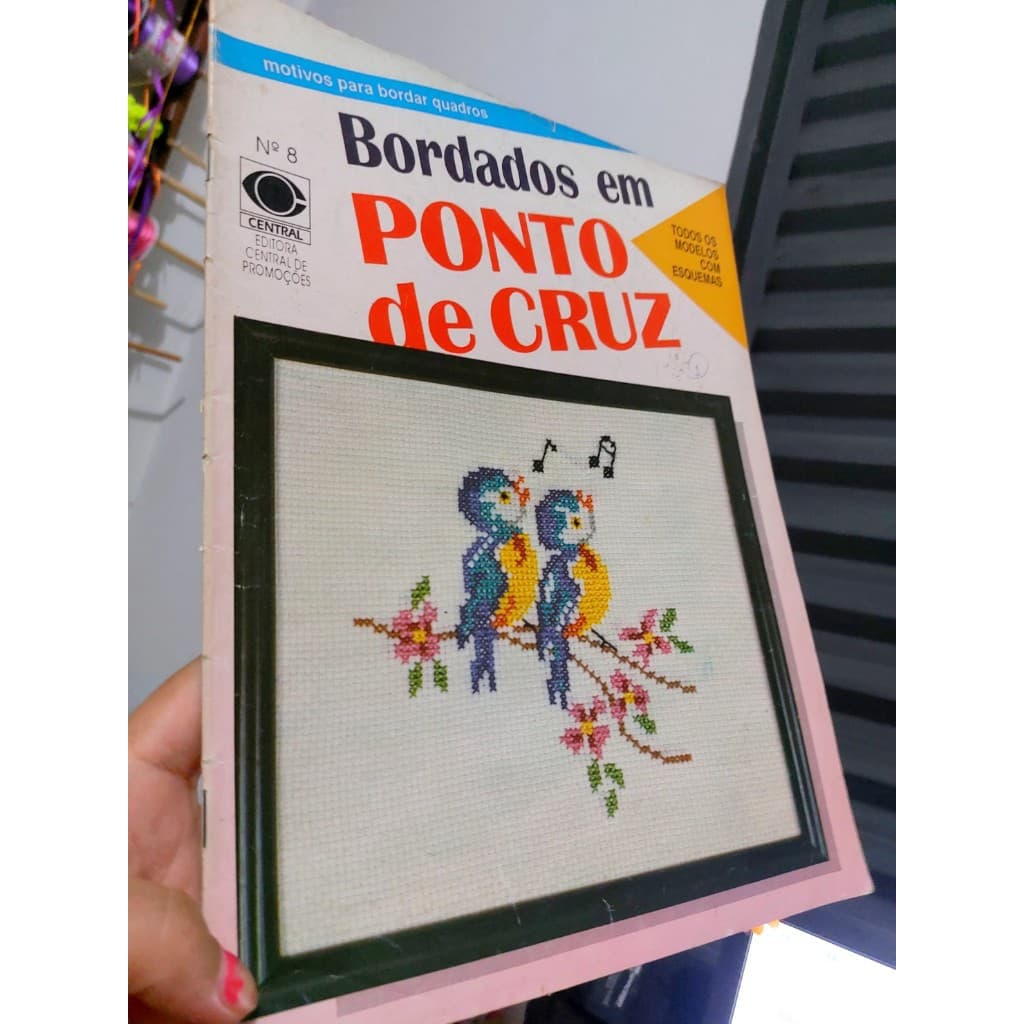 motivos para bordar quadros
Nº 8
CENTRAL
EDITORA
CENTRAL DE
PROMOÇÕES
Bordados em
PONTO
de CRUZ
TODOS OS
MODELOS
COM
ESQUEMAS